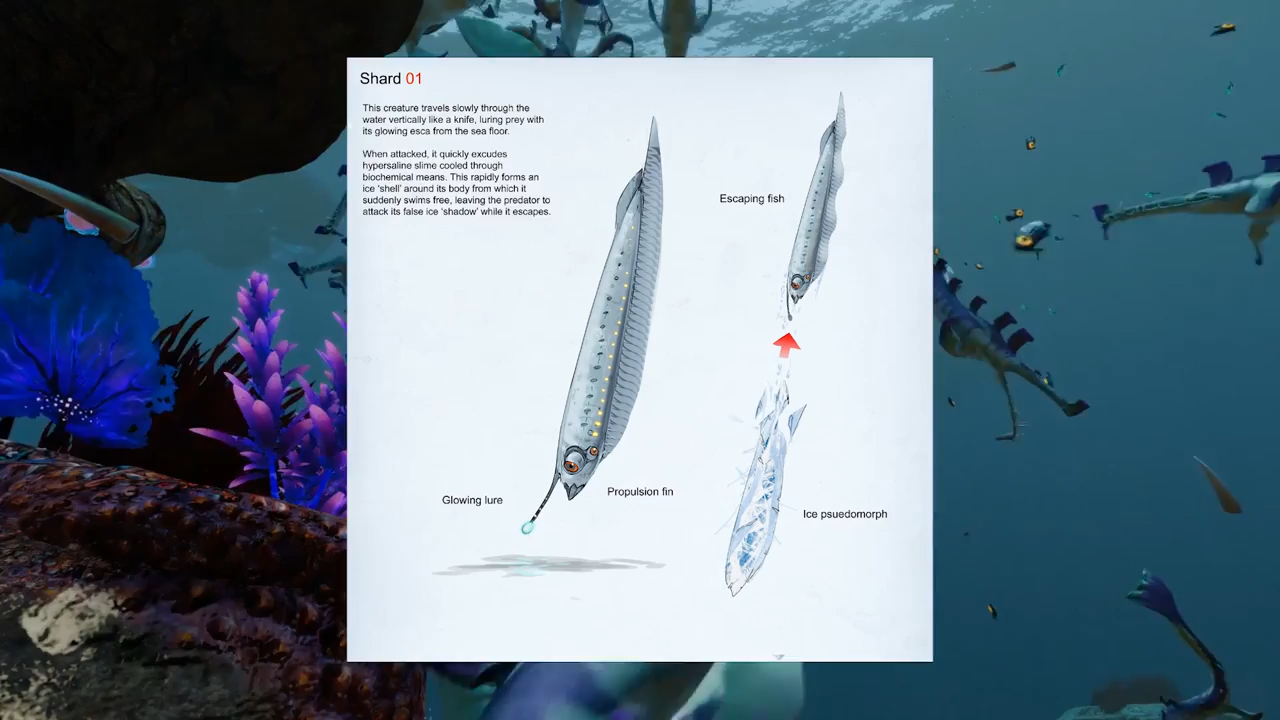 Shard 01
This creature travels slowly through the
water vertically like a knife, luring prey with
its glowing esca from the sea floor.
When attacked, it quickly excudes
hypersaline slime cooled through
biochemical means. This rapidly forms an
ice 'shell' around its body from which it
suddenly swims free, leaving the predator to
attack its false ice 'shadow' while it escapes.
Escaping fish
Glowing lure
Propulsion fin
Ice psuedomorph